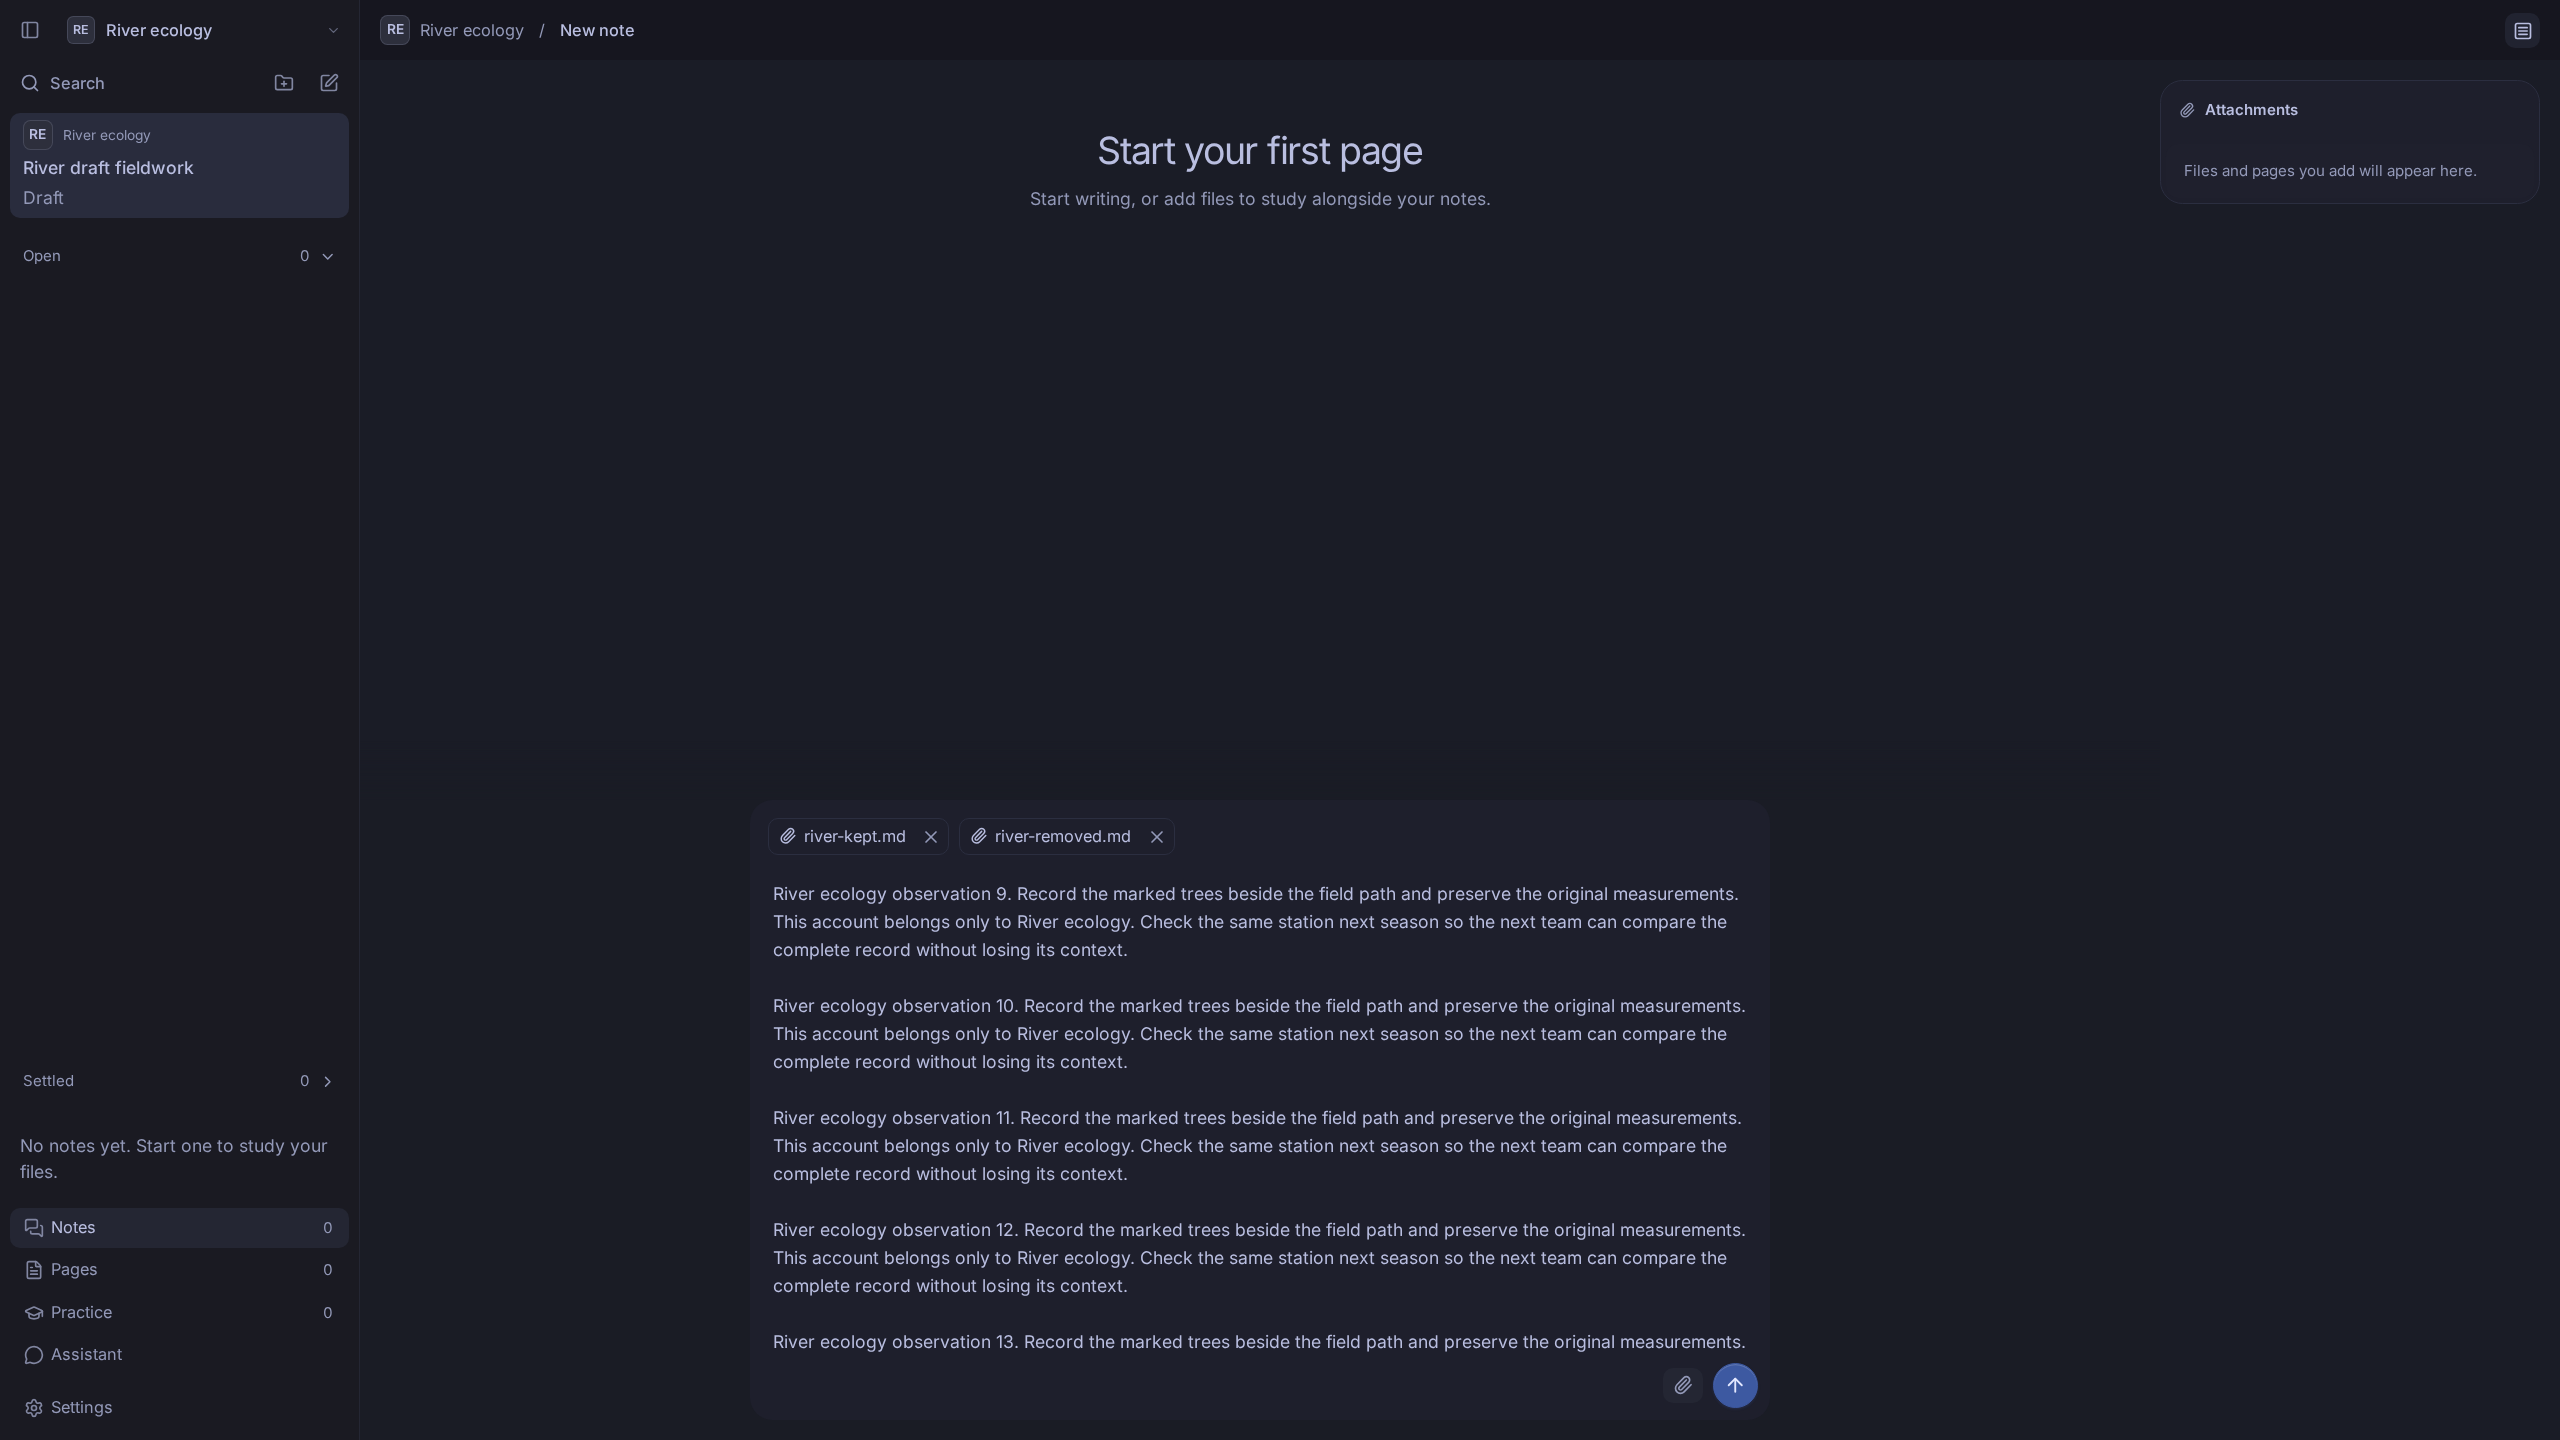 RE River ecology
Search
RE River ecology
River draft fieldwork
Draft
Open 0
Settled 0
No notes yet. Start one to study your
files.
Notes 0
Pages 0
Practice 0
Assistant
Settings
RE River ecology / New note
Start your first page
Start writing, or add files to study alongside your notes.
Attachments
Files and pages you add will appear here.
river-kept.md river-removed.md
River ecology observation 9. Record the marked trees beside the field path and preserve the original measurements.
This account belongs only to River ecology. Check the same station next season so the next team can compare the
complete record without losing its context.
River ecology observation 10. Record the marked trees beside the field path and preserve the original measurements.
This account belongs only to River ecology. Check the same station next season so the next team can compare the
complete record without losing its context.
River ecology observation 11. Record the marked trees beside the field path and preserve the original measurements.
This account belongs only to River ecology. Check the same station next season so the next team can compare the
complete record without losing its context.
River ecology observation 12. Record the marked trees beside the field path and preserve the original measurements.
This account belongs only to River ecology. Check the same station next season so the next team can compare the
complete record without losing its context.
River ecology observation 13. Record the marked trees beside the field path and preserve the original measurements.